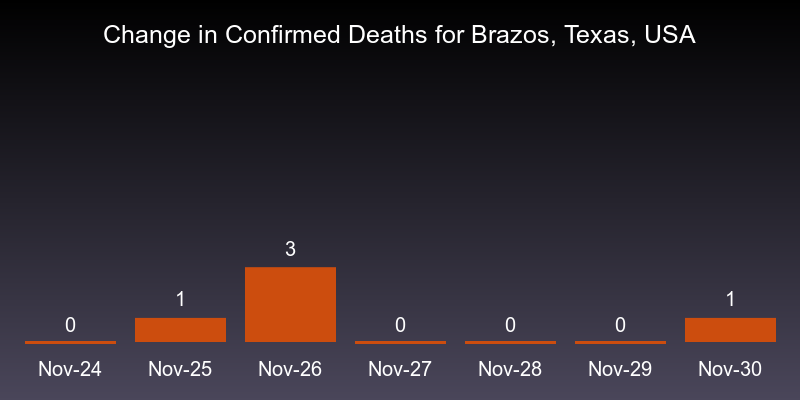 Change in Confirmed Deaths for Brazos, Texas, USA
3
1 1
0 0 0 0
Nov-24 Nov-25 Nov-26 Nov-27 Nov-28 Nov-29 Nov-30